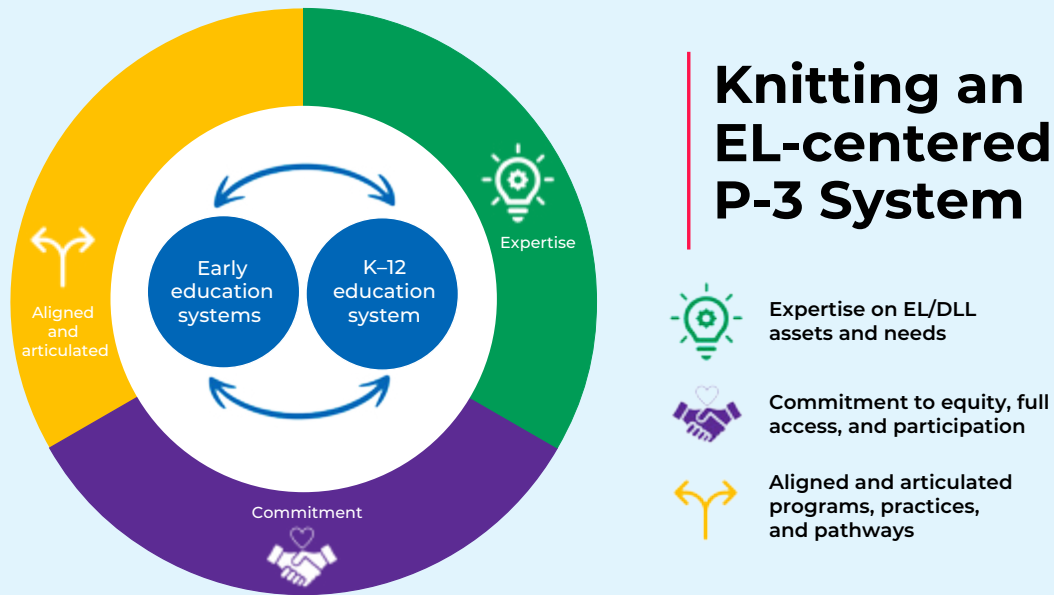 Knitting an
EL-centered
P-3 System
Early
education
systems
K–12
education
system
Expertise
Aligned
and
articulated
Commitment
Expertise on EL/DLL
assets and needs
Commitment to equity, full
access, and participation
Aligned and articulated
programs, practices,
and pathways